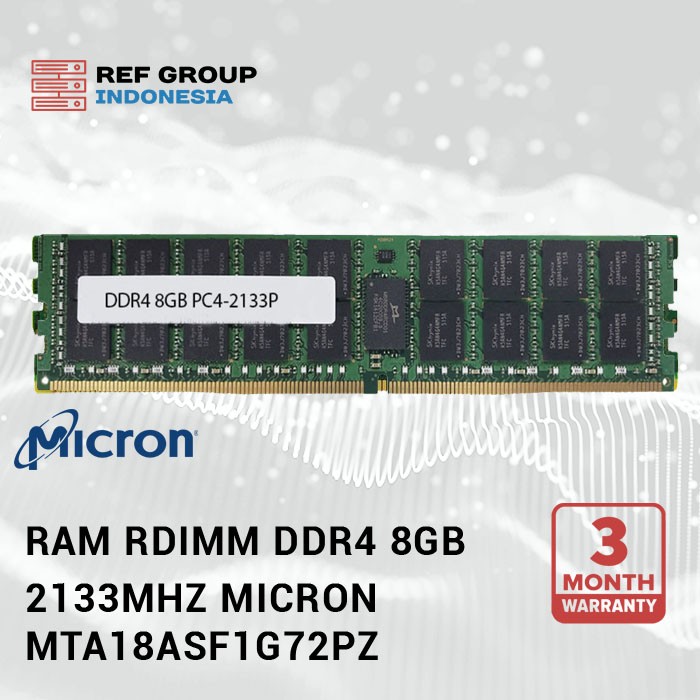 REF GROUP
INDONESIA
DDR4 8GB PC4-2133P
Micron
RAM RDIMM DDR4 8GB
2133MHZ MICRON
MTA18ASF1G72PZ
3
MONTH
WARRANTY